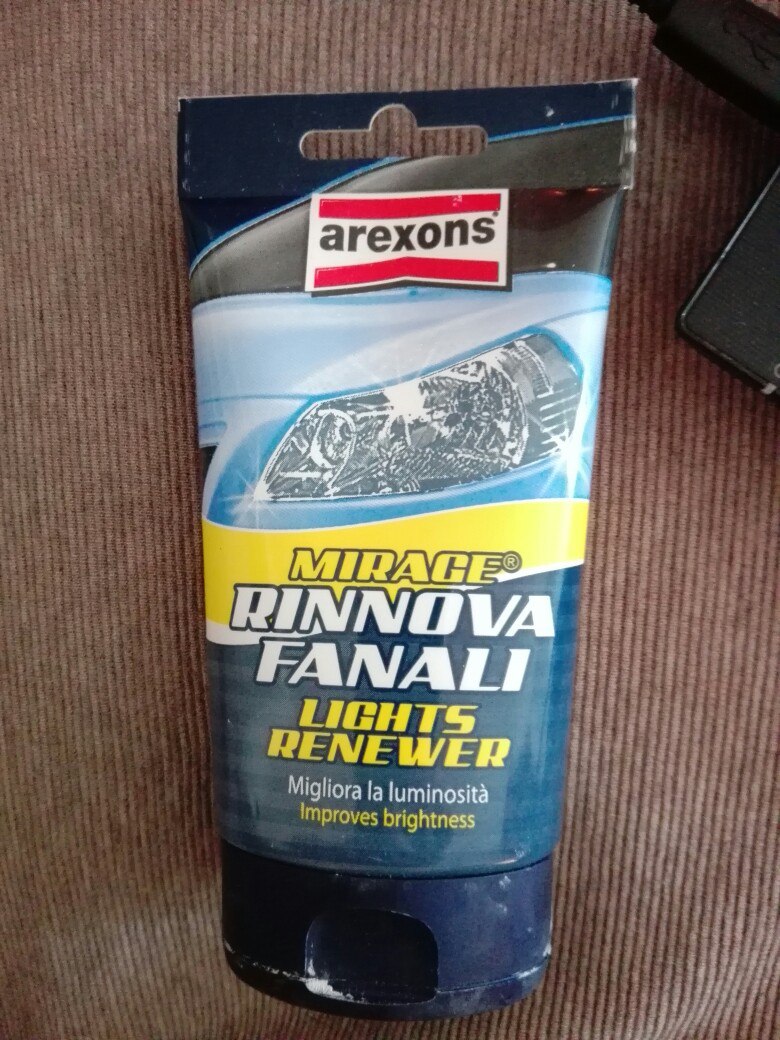 arexons®
MIRAGE®
RINNOVA
FANALI
LIGHTS
RENEWER
Migliora la luminosità
Improves brightness